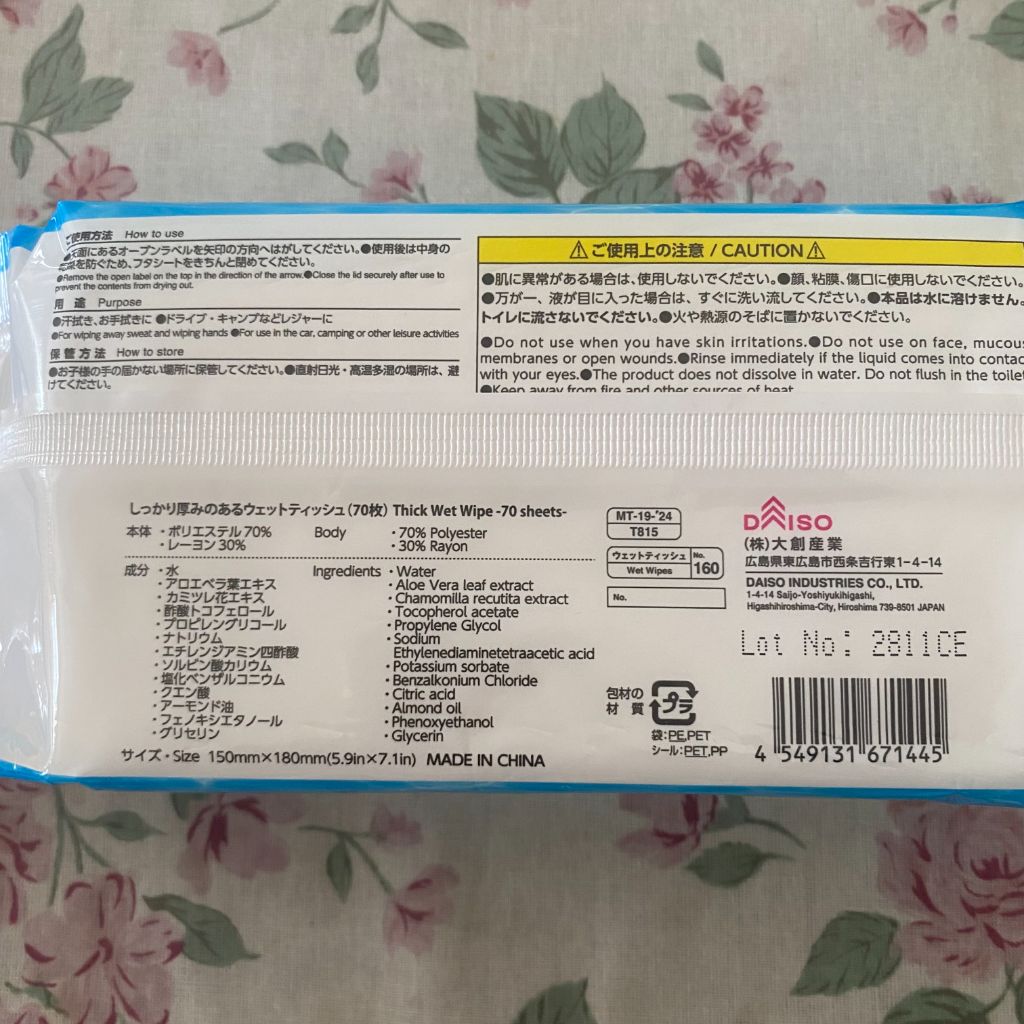 ご使用方法 How to use
●表面にあるオープンラベルを矢印の方向へはがしてください。●使用後は中身の
乾燥を防ぐため、フタシートをきちんと閉めてください。
●Remove the open label on the top in the direction of the arrow.●Close the lid securely after use to
prevent the contents from drying out.
用 途 Purpose
●汗拭き、お手拭きに ●ドライブ・キャンプなどレジャーに
●For wiping away sweat and wiping hands ●For use in the car, camping or other leisure activities
保管方法 How to store
●お子様の手の届かない場所に保管してください。●直射日光・高温多湿の場所は、避
けてください。
⚠ご使用上の注意 / CAUTION⚠
●肌に異常がある場合は、使用しないでください。●顔、粘膜、傷口に使用しないでください。
●万が一、液が目に入った場合は、すぐに洗い流してください。●本品は水に溶けません。
トイレに流さないでください。●火や熱源のそばに置かないでください。
●Do not use when you have skin irritations.●Do not use on face, mucous
membranes or open wounds.●Rinse immediately if the liquid comes into contac
with your eyes.●The product does not dissolve in water. Do not flush in the toilet
●Keep away from fire and other sources of heat
しっかり厚みのあるウェットティッシュ(70枚) Thick Wet Wipe -70 sheets-
本体 ・ポリエステル 70%
・レーヨン 30%
Body ・70% Polyester
・30% Rayon
成分 ・水
・アロエベラ葉エキス
・カミツレ花エキス
・酢酸トコフェロール
・プロピレングリコール
・ナトリウム
エチレンジアミン四酢酸
・ソルビン酸カリウム
・塩化ベンザルコニウム
・クエン酸
・アーモンド油
・フェノキシエタノール
・グリセリン
Ingredients ・Water
・Aloe Vera leaf extract
・Chamomilla recutita extract
・Tocopherol acetate
・Propylene Glycol
・Sodium
Ethylenediaminetetraacetic acid
・Potassium sorbate
・Benzalkonium Chloride
・Citric acid
・Almond oil
・Phenoxyethanol
・Glycerin
サイズ・Size 150mm×180mm(5.9in×7.1in) MADE IN CHINA
MT-19-'24
T815
ウェットティッシュ
Wet Wipes
No.
160
No.
包材の
材 質
プラ
袋:PE,PET
シール:PET,PP
DAISO
(株)大創産業
広島県東広島市西条吉行東1-4-14
DAISO INDUSTRIES CO., LTD.
1-4-14 Saijo-Yoshiyukihigashi,
Higashihiroshima-City, Hiroshima 739-8501 JAPAN
Lot No: 2811CE
4 549131 671445